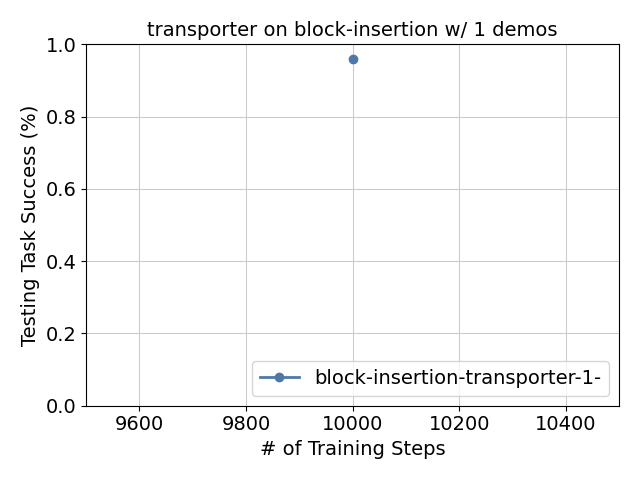 transporter on block-insertion w/ 1 demos
1.0
0.8
0.6
0.4
0.2
0.0
Testing Task Success (%)
block-insertion-transporter-1-
9600 9800 10000 10200 10400
# of Training Steps